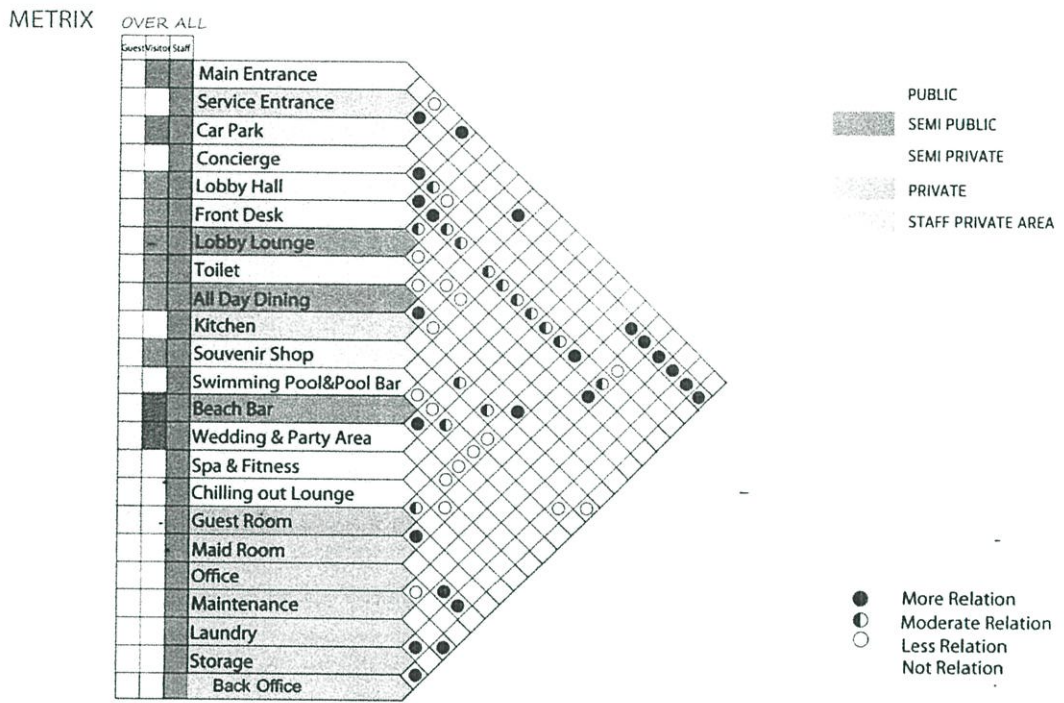 METRIX OVER ALL
Guest Visitor Staff
Main Entrance
Service Entrance
Car Park
Concierge
Lobby Hall
Front Desk
Lobby Lounge
Toilet
All Day Dining
Kitchen
Souvenir Shop
Swimming Pool&Pool Bar
Beach Bar
Wedding & Party Area
Spa & Fitness
Chilling out Lounge
Guest Room
Maid Room
Office
Maintenance
Laundry
Storage
Back Office
PUBLIC
SEMI PUBLIC
SEMI PRIVATE
PRIVATE
STAFF PRIVATE AREA
More Relation
Moderate Relation
Less Relation
Not Relation